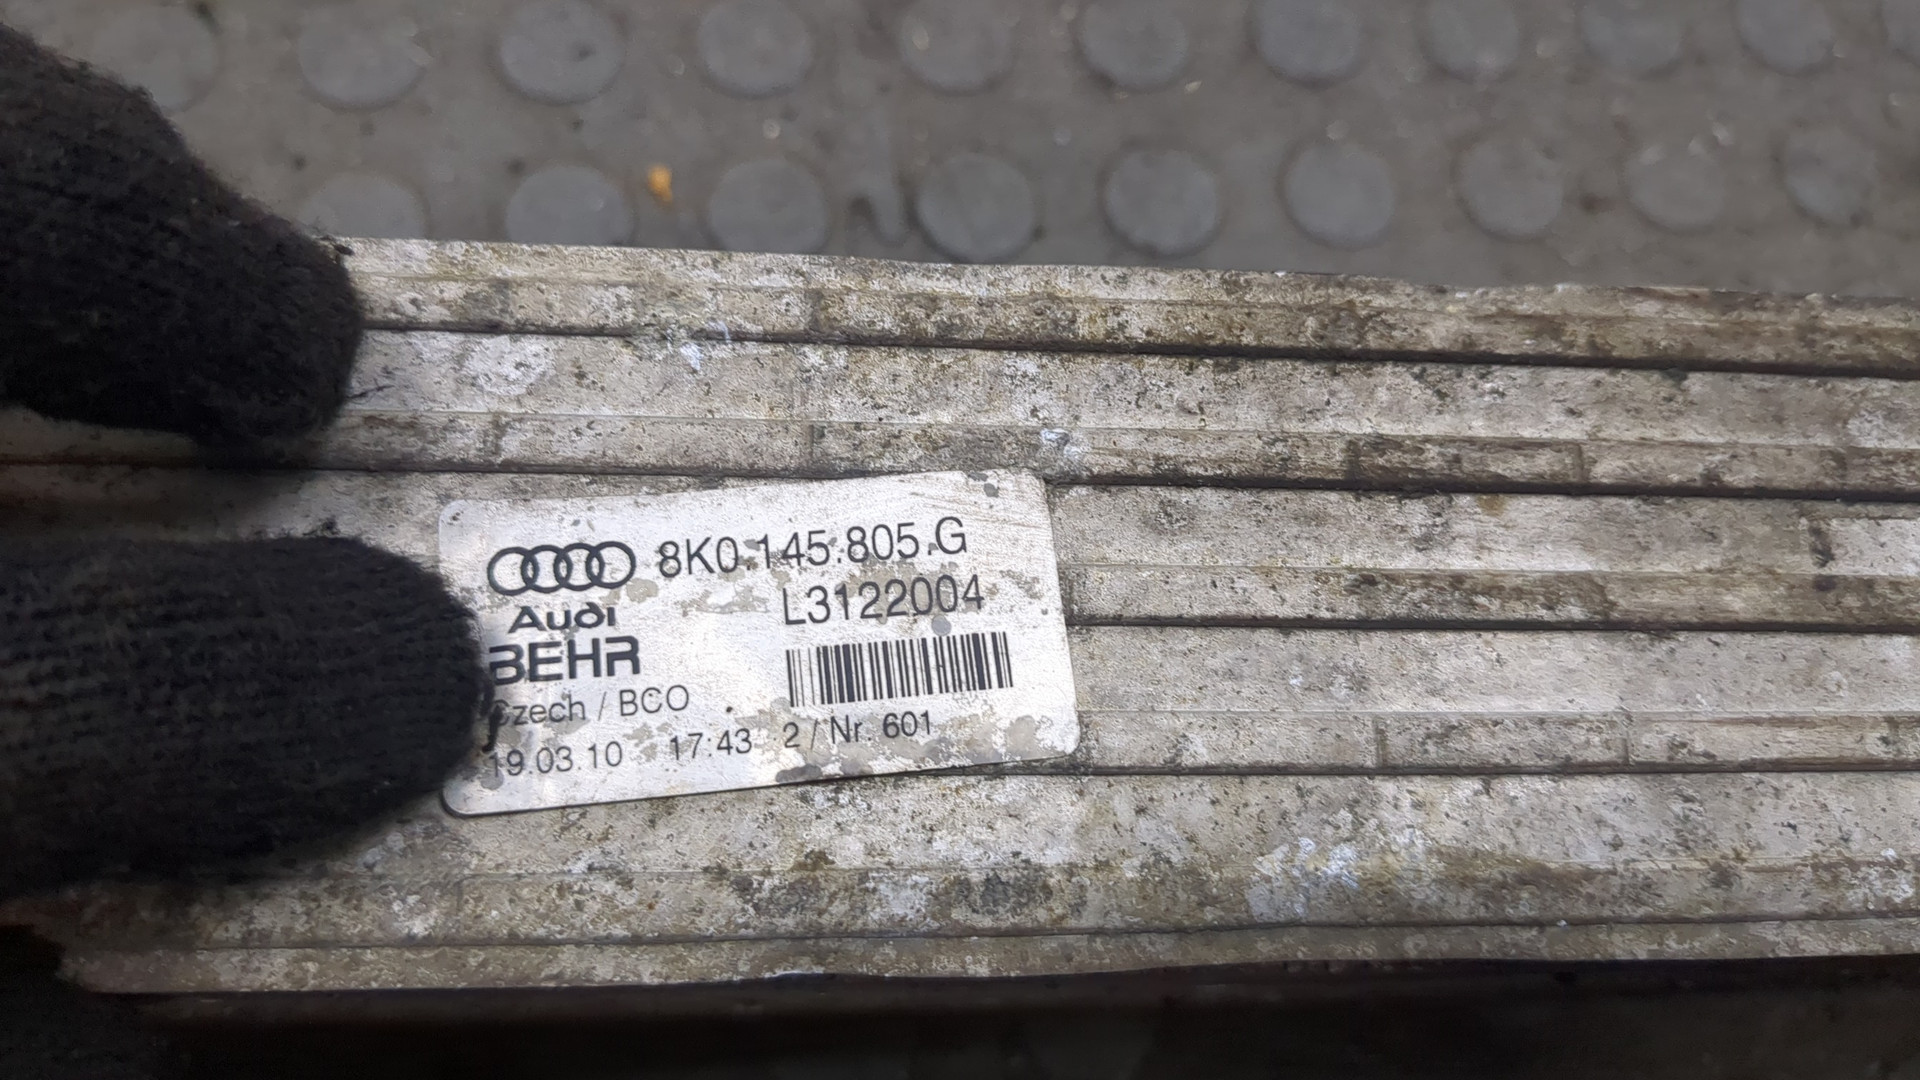 8K0.145.805.G
Audi
L3122004
BEHR
Czech / BCO
19.03.10 17:43 2 / Nr. 601